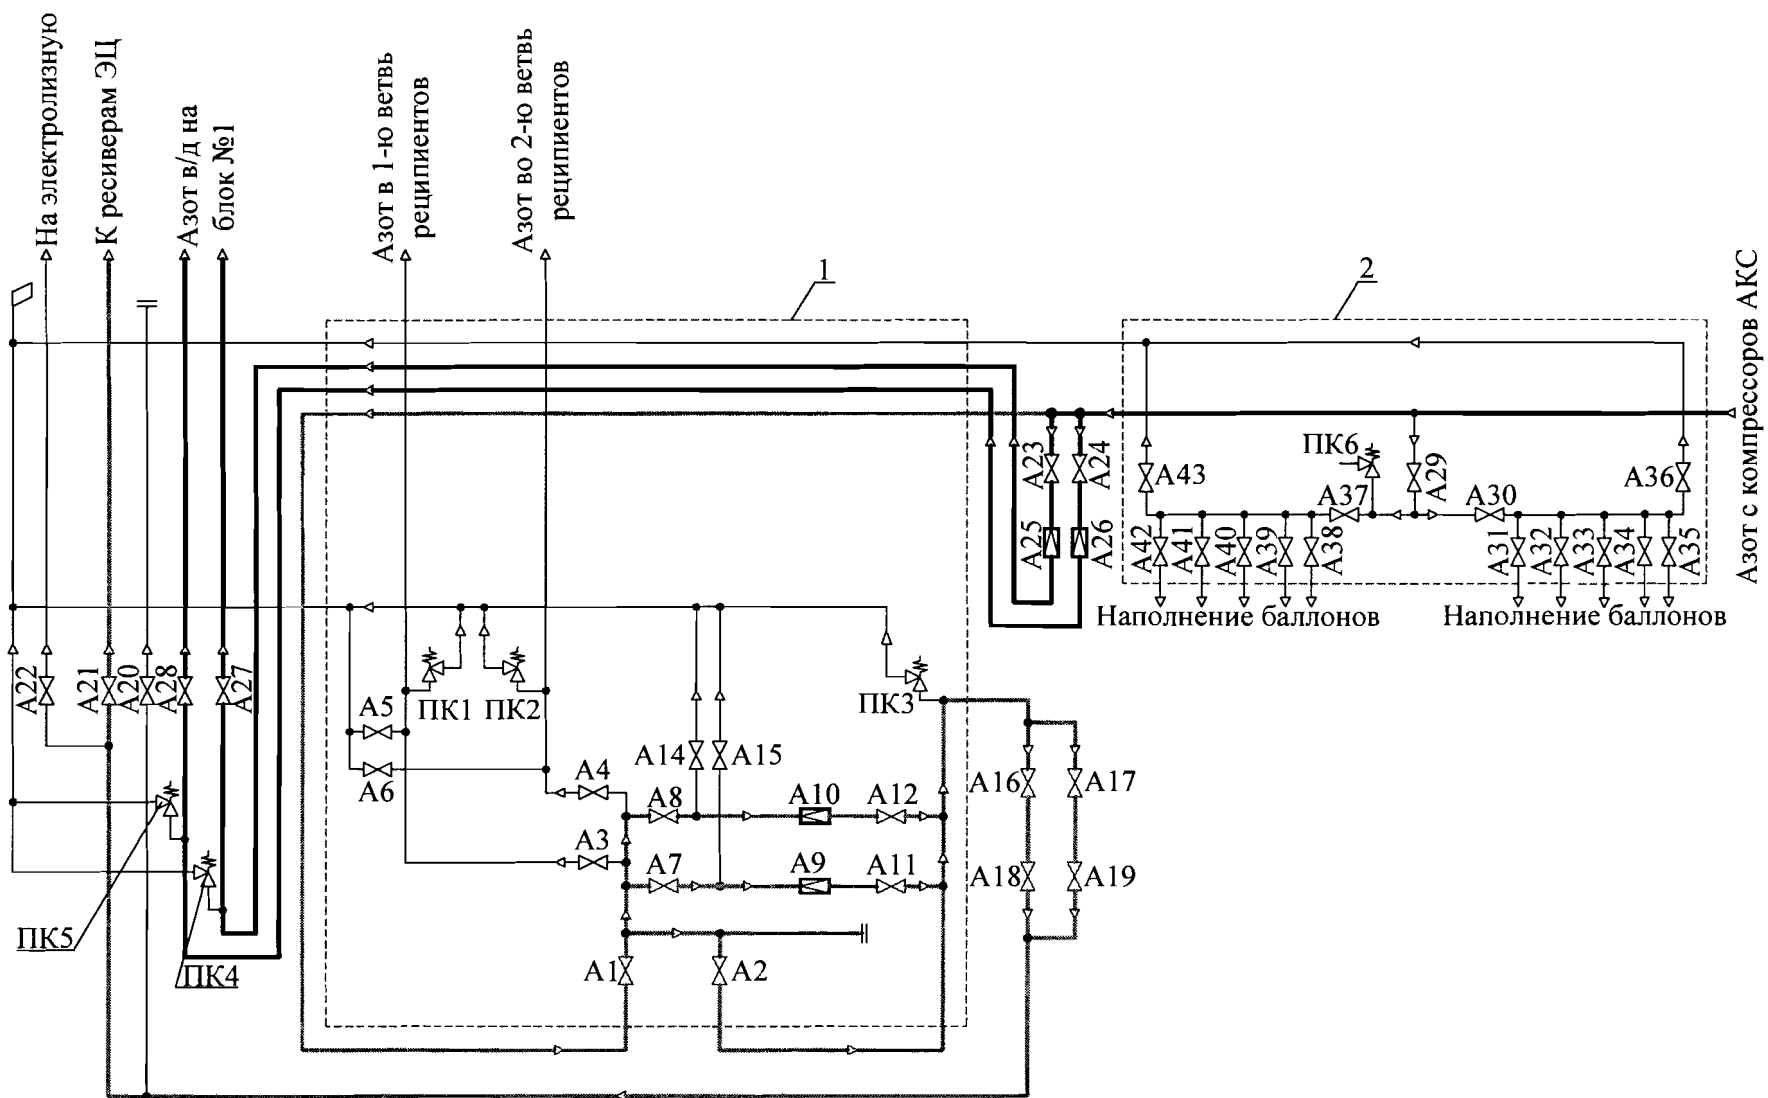 На электролизную
К ресиверам ЭЦ
Азот в/д на
блок №1
Азот в 1-ю ветвь
реципиентов
Азот во 2-ю ветвь
реципиентов
1
2
Азот с компрессоров АКС
А23
А24
А25
А26
А43
ПК6
А29
А37
А30
А36
А42
А41
А40
А39
А38
А31
А32
А33
А34
А35
Наполнение баллонов
Наполнение баллонов
А22
А21
А20
А28
А27
ПК1
ПК2
ПК3
А5
А6
А4
А14
А15
А8
А10
А12
А16
А17
А3
А7
А9
А11
А18
А19
ПК5
ПК4
А1
А2